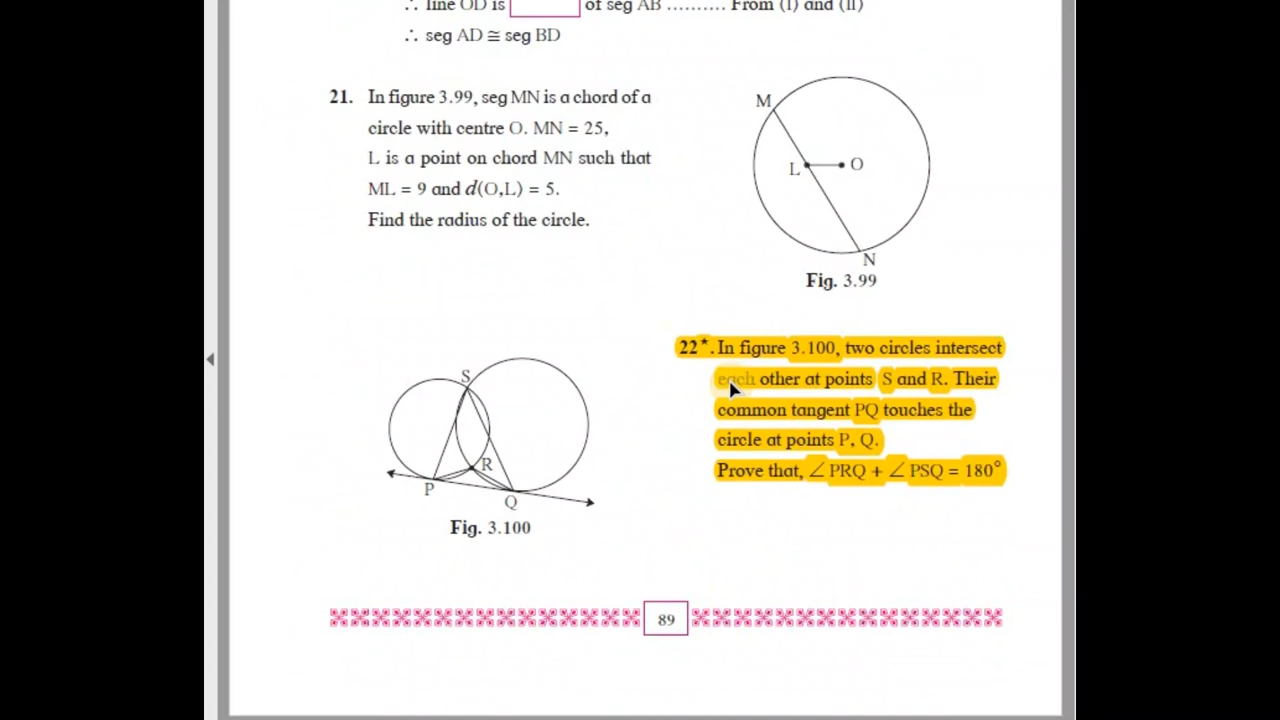 ∴ line OD is of seg AB .......... From (I) and (II)
∴ seg AD ≅ seg BD
21. In figure 3.99, seg MN is a chord of a
circle with centre O. MN = 25,
L is a point on chord MN such that
ML = 9 and d(O,L) = 5.
Find the radius of the circle.
M
L
O
N
Fig. 3.99
22*. In figure 3.100, two circles intersect
each other at points S and R. Their
common tangent PQ touches the
circle at points P, Q.
Prove that, ∠ PRQ + ∠ PSQ = 180°
S
R
P
Q
Fig. 3.100
89